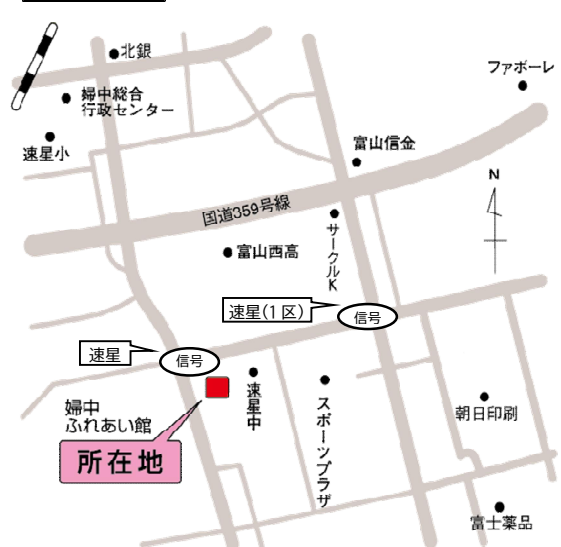 北銀
ファボーレ
婦中総合
行政センター
速星小
富山信金
N
国道359号線
サークルK
富山西高
速星(1区)
信号
速星
信号
速星中
スポーツプラザ
婦中
ふれあい館
朝日印刷
所在地
富士薬品